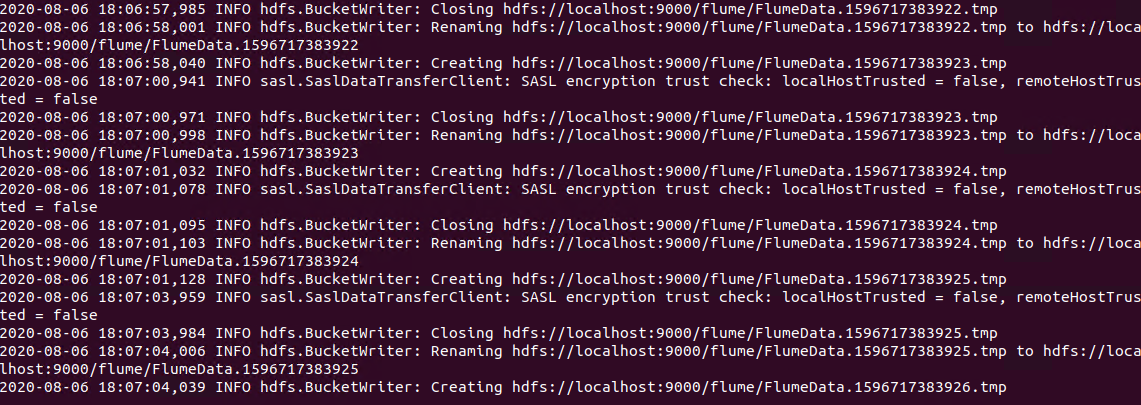 2020-08-06 18:06:57,985 INFO hdfs.BucketWriter: Closing hdfs://localhost:9000/flume/FlumeData.1596717383922.tmp
2020-08-06 18:06:58,001 INFO hdfs.BucketWriter: Renaming hdfs://localhost:9000/flume/FlumeData.1596717383922.tmp to hdfs://loca
lhost:9000/flume/FlumeData.1596717383922
2020-08-06 18:06:58,040 INFO hdfs.BucketWriter: Creating hdfs://localhost:9000/flume/FlumeData.1596717383923.tmp
2020-08-06 18:07:00,941 INFO sasl.SaslDataTransferClient: SASL encryption trust check: localHostTrusted = false, remoteHostTrus
ted = false
2020-08-06 18:07:00,971 INFO hdfs.BucketWriter: Closing hdfs://localhost:9000/flume/FlumeData.1596717383923.tmp
2020-08-06 18:07:00,998 INFO hdfs.BucketWriter: Renaming hdfs://localhost:9000/flume/FlumeData.1596717383923.tmp to hdfs://loca
lhost:9000/flume/FlumeData.1596717383923
2020-08-06 18:07:01,032 INFO hdfs.BucketWriter: Creating hdfs://localhost:9000/flume/FlumeData.1596717383924.tmp
2020-08-06 18:07:01,078 INFO sasl.SaslDataTransferClient: SASL encryption trust check: localHostTrusted = false, remoteHostTrus
ted = false
2020-08-06 18:07:01,095 INFO hdfs.BucketWriter: Closing hdfs://localhost:9000/flume/FlumeData.1596717383924.tmp
2020-08-06 18:07:01,103 INFO hdfs.BucketWriter: Renaming hdfs://localhost:9000/flume/FlumeData.1596717383924.tmp to hdfs://loca
lhost:9000/flume/FlumeData.1596717383924
2020-08-06 18:07:01,128 INFO hdfs.BucketWriter: Creating hdfs://localhost:9000/flume/FlumeData.1596717383925.tmp
2020-08-06 18:07:03,959 INFO sasl.SaslDataTransferClient: SASL encryption trust check: localHostTrusted = false, remoteHostTrus
ted = false
2020-08-06 18:07:03,984 INFO hdfs.BucketWriter: Closing hdfs://localhost:9000/flume/FlumeData.1596717383925.tmp
2020-08-06 18:07:04,006 INFO hdfs.BucketWriter: Renaming hdfs://localhost:9000/flume/FlumeData.1596717383925.tmp to hdfs://loca
lhost:9000/flume/FlumeData.1596717383925
2020-08-06 18:07:04,039 INFO hdfs.BucketWriter: Creating hdfs://localhost:9000/flume/FlumeData.1596717383926.tmp